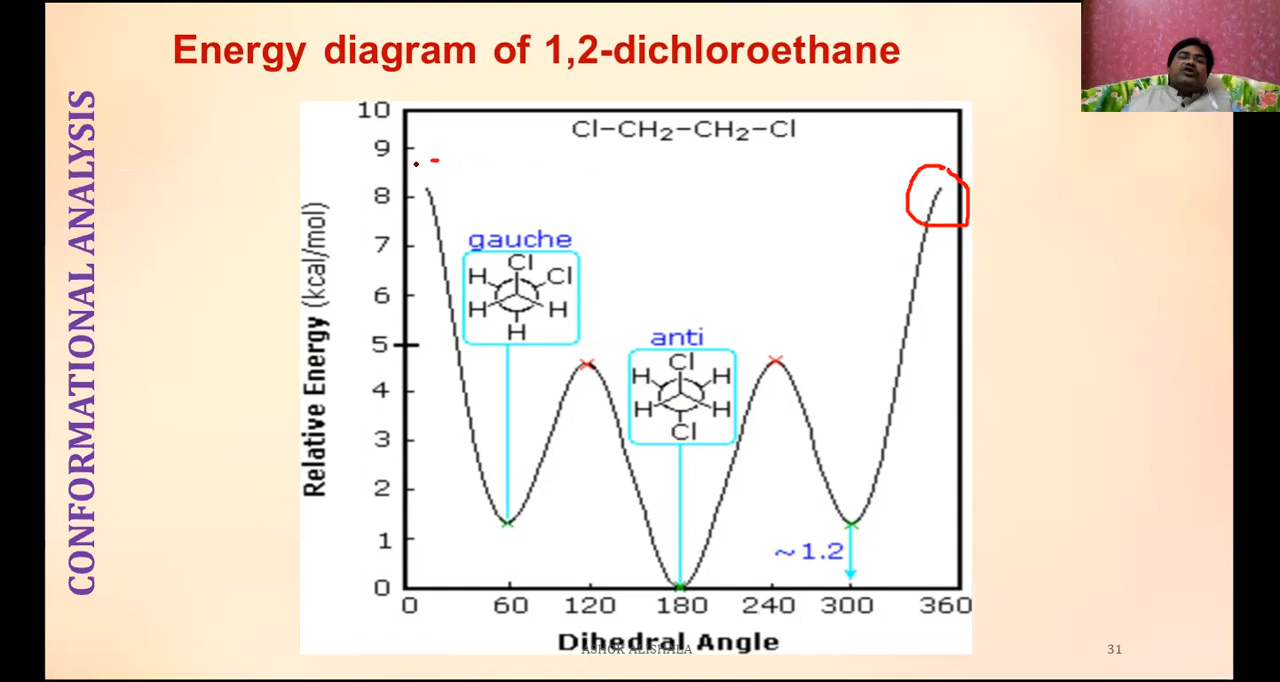 Energy diagram of 1,2-dichloroethane
CONFORMATIONAL ANALYSIS
Cl–CH₂–CH₂–Cl
Relative Energy (kcal/mol)
10
9
8
7
6
5
4
3
2
1
0
gauche
Cl
H Cl
H H
H
anti
Cl
H H
H H
Cl
~1.2
0 60 120 180 240 300 360
Dihedral Angle
31